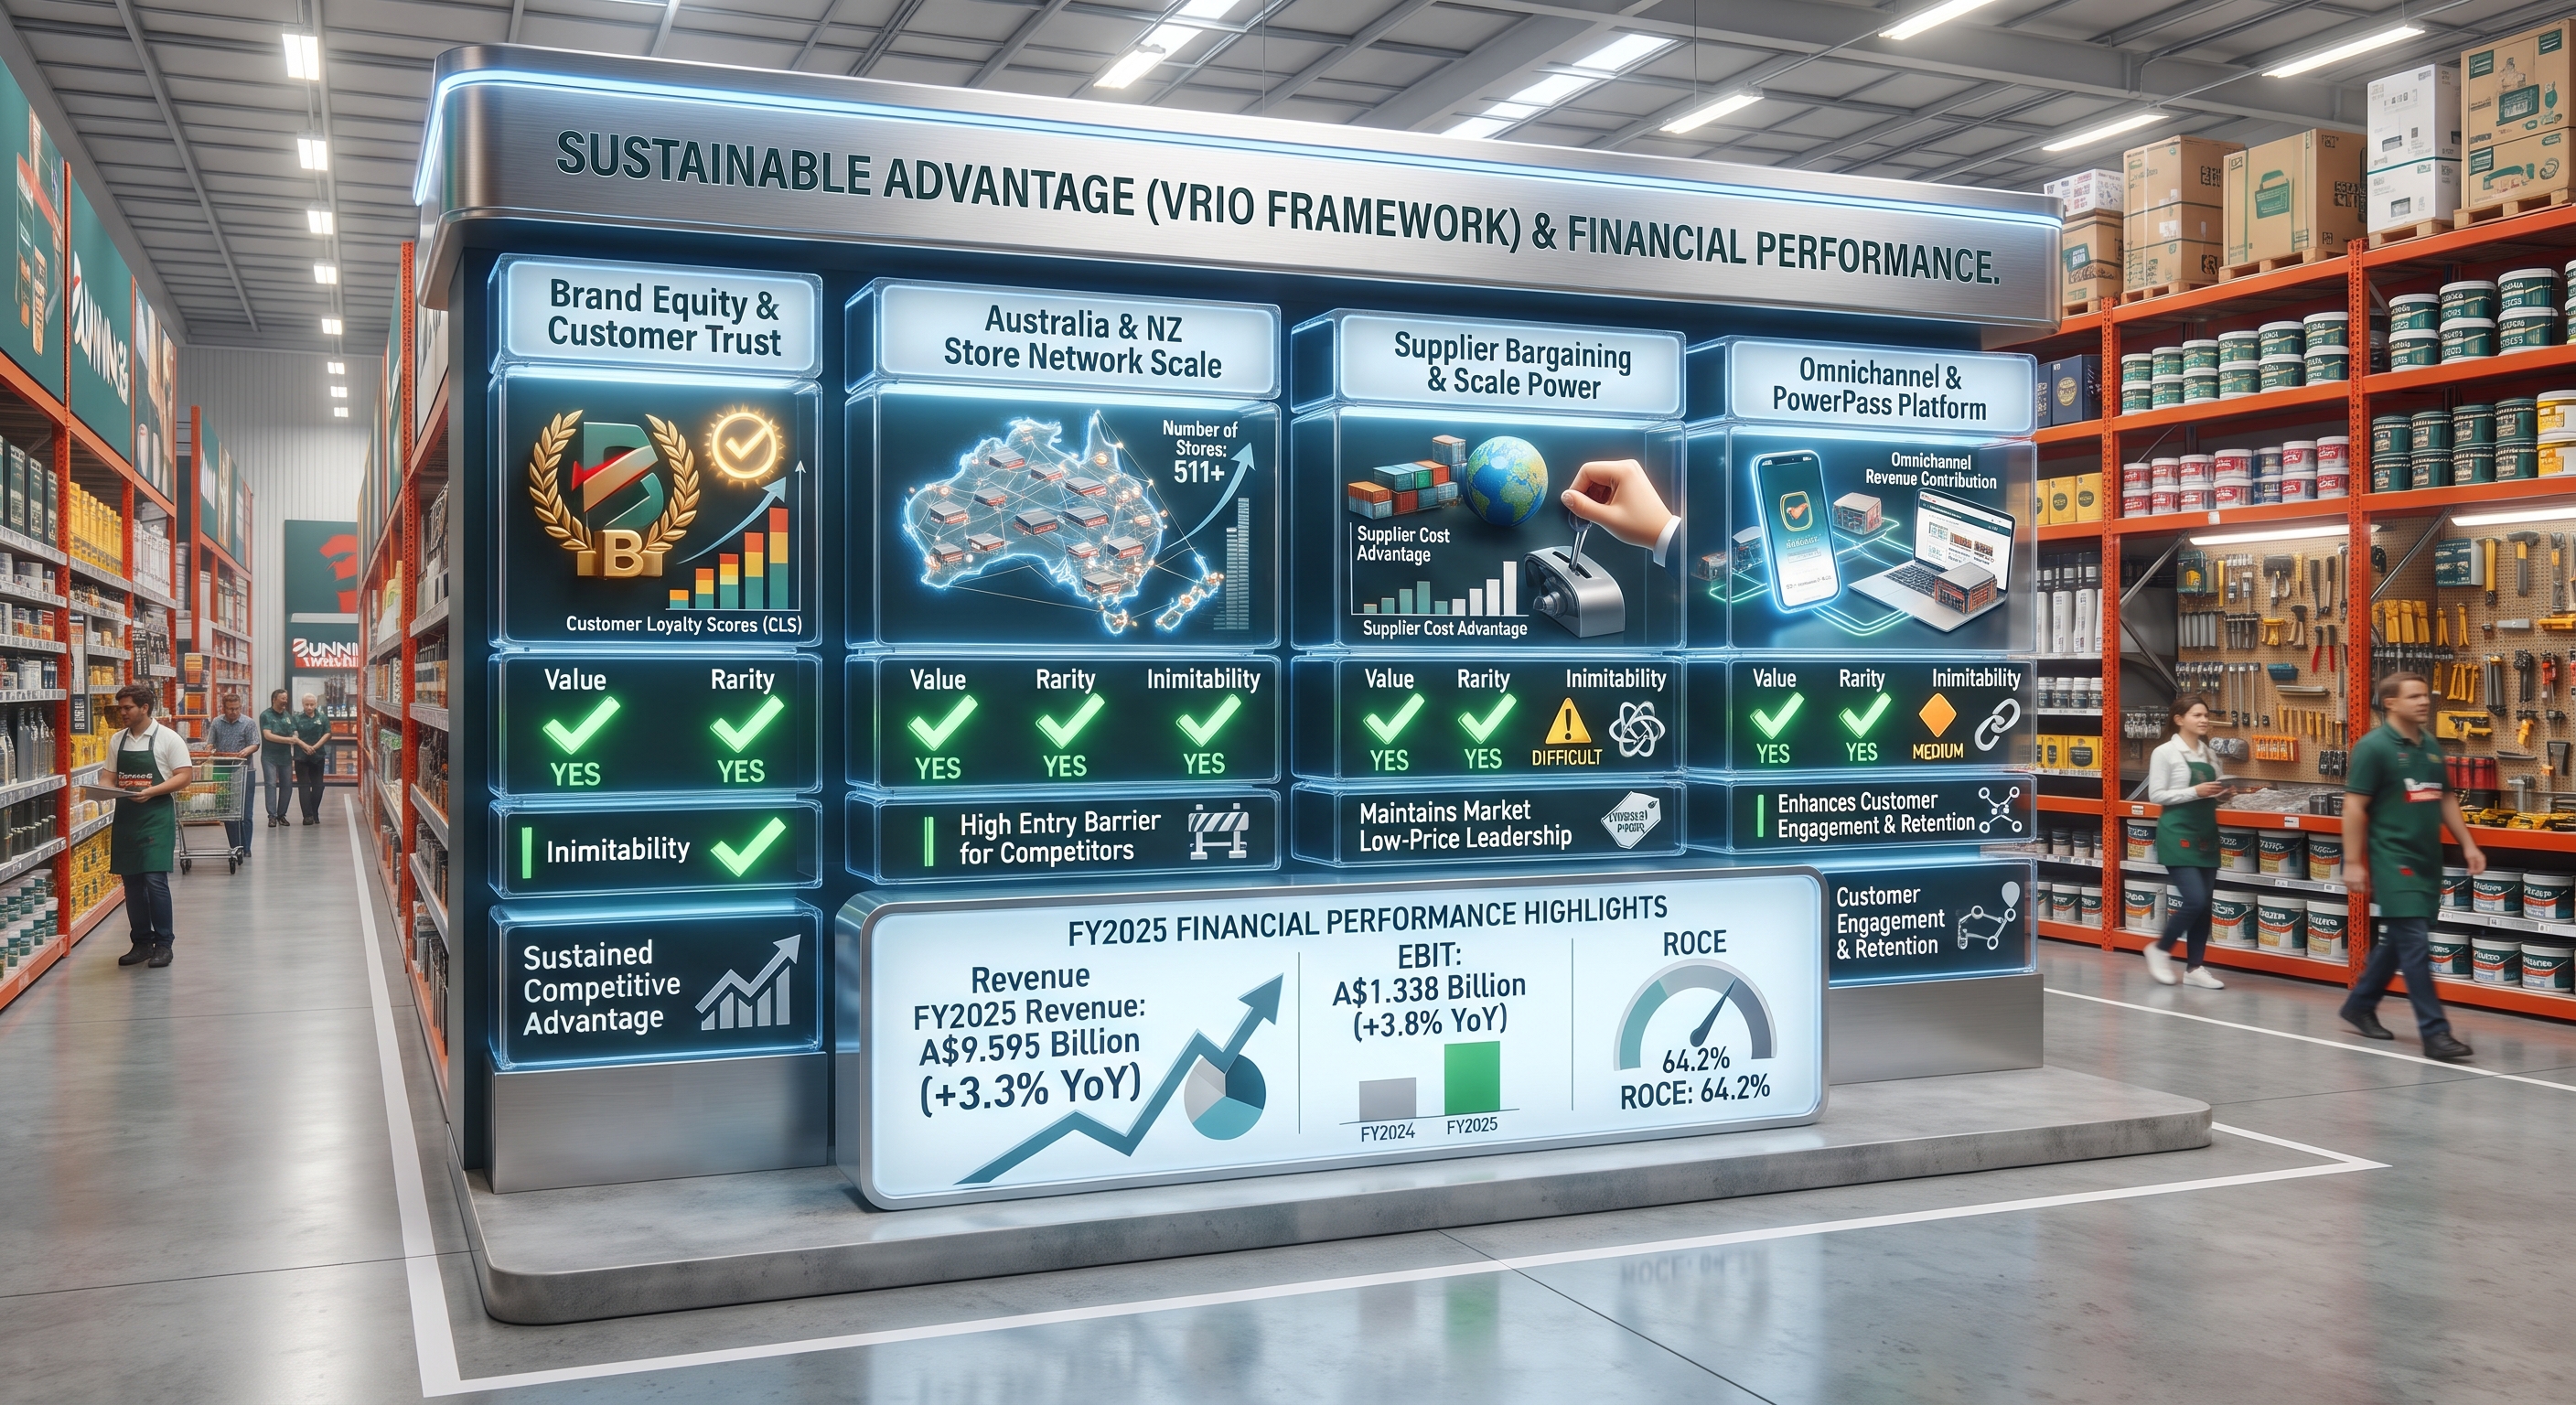 SUSTAINABLE ADVANTAGE (VRIO FRAMEWORK) & FINANCIAL PERFORMANCE.
Brand Equity &
Customer Trust
B
Customer Loyalty Scores (CLS)
Value
Rarity
YES
YES
Inimitability
Sustained
Competitive
Advantage
Australia & NZ
Store Network Scale
Number of
Stores:
511+
Value
Rarity
Inimitability
YES
YES
YES
High Entry Barrier
for Competitors
Supplier Bargaining
& Scale Power
Supplier Cost
Advantage
Supplier Cost Advantage
Value
Rarity
Inimitability
YES
YES
DIFFICULT
Maintains Market
Low-Price Leadership
Omnichannel &
PowerPass Platform
Omnichannel
Revenue Contribution
Value
Rarity
Inimitability
YES
YES
MEDIUM
Enhances Customer
Engagement & Retention
Customer
Engagement
& Retention
FY2025 FINANCIAL PERFORMANCE HIGHLIGHTS
Revenue
FY2025 Revenue:
A$9.595 Billion
(+3.3% YoY)
EBIT:
A$1.338 Billion
(+3.8% YoY)
FY2024
FY2025
ROCE
64.2%
ROCE: 64.2%
BUNNI